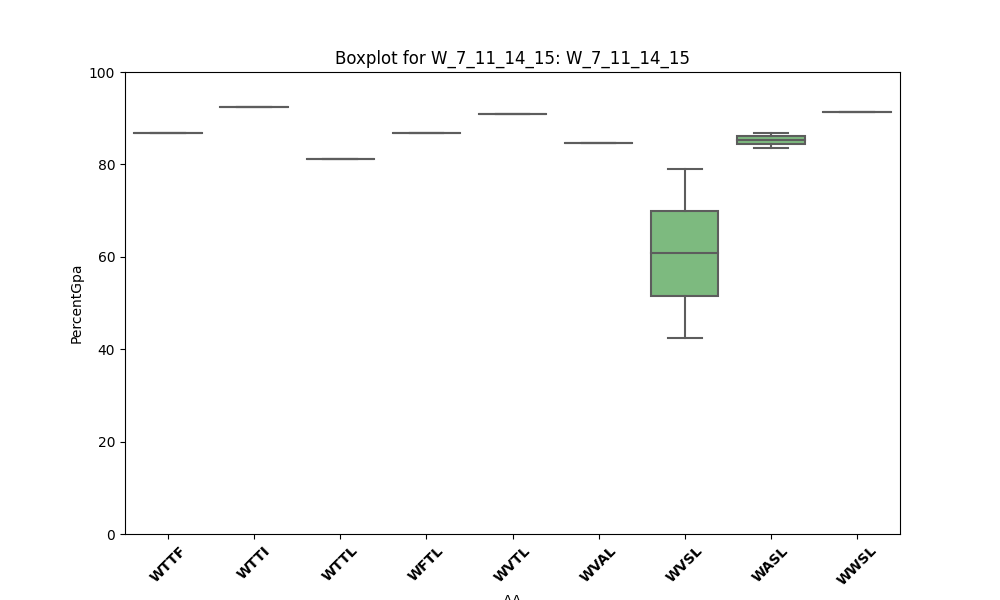 Boxplot for W_7_11_14_15: W_7_11_14_15
100
80
60
40
20
0
PercentGpa
WTTF
WTTI
WTTL
WFTL
WVTL
WVAL
WVSL
WASL
WWSL
AA